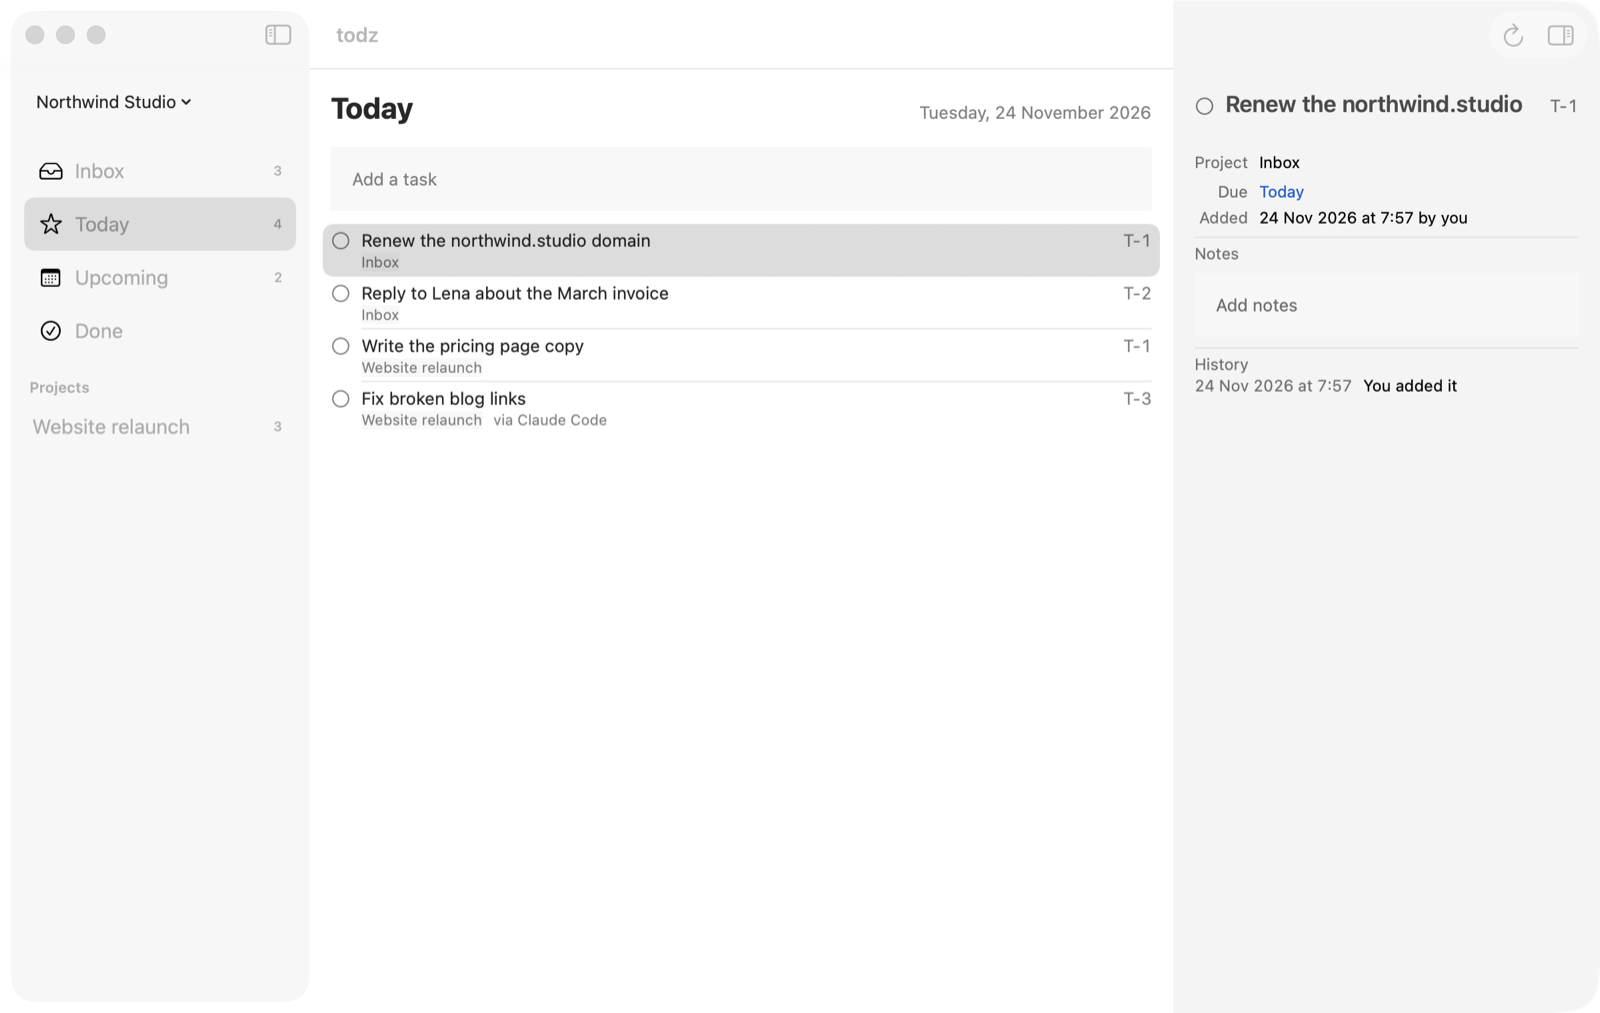 todz
Northwind Studio
Inbox 3
Today 4
Upcoming 2
Done
Projects
Website relaunch 3
Today
Tuesday, 24 November 2026
Add a task
Renew the northwind.studio domain T-1
Inbox
Reply to Lena about the March invoice T-2
Inbox
Write the pricing page copy T-1
Website relaunch
Fix broken blog links T-3
Website relaunch via Claude Code
Renew the northwind.studio T-1
Project Inbox
Due Today
Added 24 Nov 2026 at 7:57 by you
Notes
Add notes
History
24 Nov 2026 at 7:57 You added it